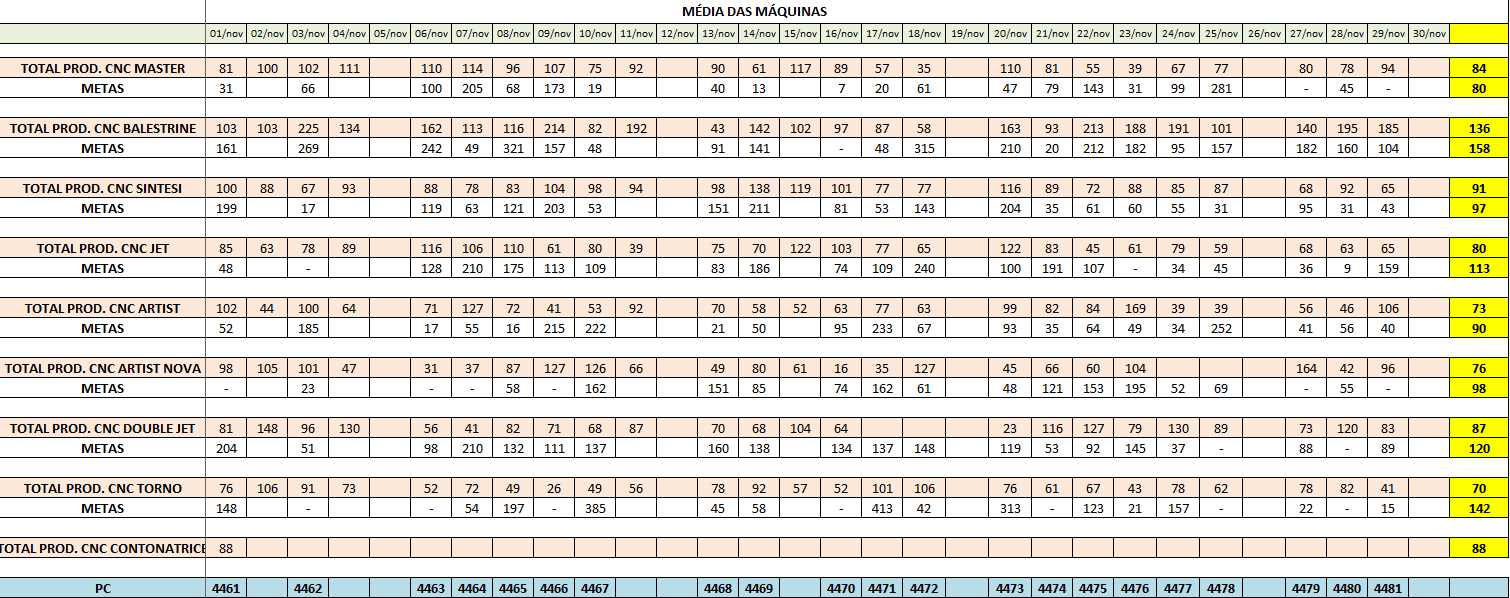 MÉDIA DAS MÁQUINAS
01/nov 02/nov 03/nov 04/nov 05/nov 06/nov 07/nov 08/nov 09/nov 10/nov 11/nov 12/nov 13/nov 14/nov 15/nov 16/nov 17/nov 18/nov 19/nov 20/nov 21/nov 22/nov 23/nov 24/nov 25/nov 26/nov 27/nov 28/nov 29/nov 30/nov
TOTAL PROD. CNC MASTER 81 100 102 111 110 114 96 107 75 92 90 61 117 89 57 35 110 81 55 39 67 77 80 78 94 84
METAS 31 66 100 205 68 173 19 40 13 7 20 61 47 79 143 31 99 281 - 45 - 80
TOTAL PROD. CNC BALESTRINE 103 103 225 134 162 113 116 214 82 192 43 142 102 97 87 58 163 93 213 188 191 101 140 195 185 136
METAS 161 269 242 49 321 157 48 91 141 - 48 315 210 20 212 182 95 157 182 160 104 158
TOTAL PROD. CNC SINTESI 100 88 67 93 88 78 83 104 98 94 98 138 119 101 77 77 116 89 72 88 85 87 68 92 65 91
METAS 199 17 119 63 121 203 53 151 211 81 53 143 204 35 61 60 55 31 95 31 43 97
TOTAL PROD. CNC JET 85 63 78 89 116 106 110 61 80 39 75 70 122 103 77 65 122 83 45 61 79 59 68 63 65 80
METAS 48 - 128 210 175 113 109 83 186 74 109 240 100 191 107 - 34 45 36 9 159 113
TOTAL PROD. CNC ARTIST 102 44 100 64 71 127 72 41 53 92 70 58 52 63 77 63 99 82 84 169 39 39 56 46 106 73
METAS 52 185 17 55 16 215 222 21 50 95 233 67 93 35 64 49 34 252 41 56 40 90
TOTAL PROD. CNC ARTIST NOVA 98 105 101 47 31 37 87 127 126 66 49 80 61 16 35 127 45 66 60 104 164 42 96 76
METAS - 23 - - 58 - 162 151 85 74 162 61 48 121 153 195 52 69 - 55 - 98
TOTAL PROD. CNC DOUBLE JET 81 148 96 130 56 41 82 71 68 87 70 68 104 64 23 116 127 79 130 89 73 120 83 87
METAS 204 51 98 210 132 111 137 160 138 134 137 148 119 53 92 145 37 - 88 - 89 120
TOTAL PROD. CNC TORNO 76 106 91 73 52 72 49 26 49 56 78 92 57 52 101 106 76 61 67 43 78 62 78 82 41 70
METAS 148 - - 54 197 - 385 45 58 - 413 42 313 - 123 21 157 - 22 - 15 142
TOTAL PROD. CNC CONTONATRICE 88 88
PC 4461 4462 4463 4464 4465 4466 4467 4468 4469 4470 4471 4472 4473 4474 4475 4476 4477 4478 4479 4480 4481